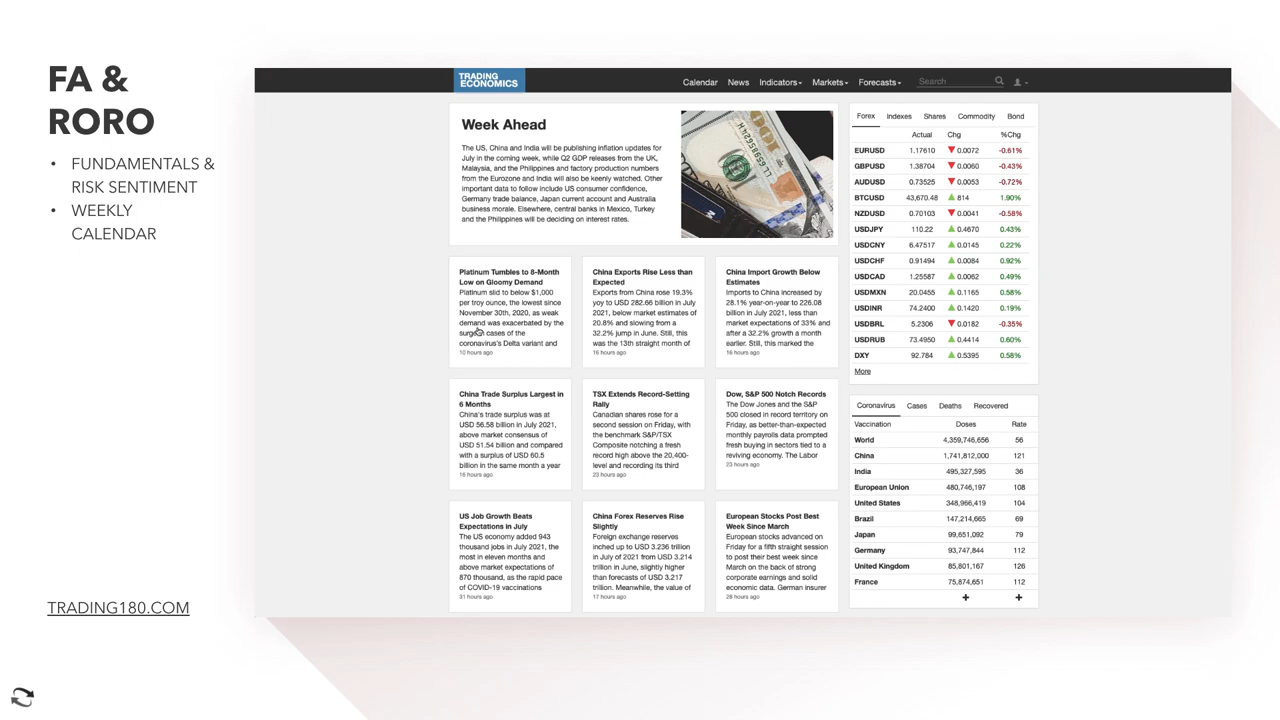 FA &
RORO
• FUNDAMENTALS &
RISK SENTIMENT
• WEEKLY
CALENDAR
TRADING180.COM
TRADING
ECONOMICS
Calendar News Indicators Markets Forecasts Search
Week Ahead
The US, China and India will be publishing inflation updates for
July in the coming week, while Q2 GDP releases from the UK,
Malaysia, and the Philippines and factory production numbers
from the Eurozone and India will also be keenly watched. Other
important data to follow include US consumer confidence,
Germany trade balance, Japan current account and Australia
business morale. Elsewhere, central banks in Mexico, Turkey
and the Philippines will be deciding on interest rates.
Platinum Tumbles to 8-Month
Low on Gloomy Demand
Platinum slid to below $1,000
per troy ounce, the lowest since
November 30th, 2020, as weak
demand was exacerbated by the
surge cases of the
coronavirus's Delta variant and
10 hours ago
China Exports Rise Less than
Expected
Exports from China rose 19.3%
yoy to USD 282.66 billion in July
2021, below market estimates of
20.8% and slowing from a
32.2% jump in June. Still, this
was the 13th straight month of
16 hours ago
China Import Growth Below
Estimates
Imports to China increased by
28.1% year-on-year to 226.08
billion in July 2021, less than
market expectations of 33% and
after a 32.2% growth a month
earlier. Still, this marked the
16 hours ago
China Trade Surplus Largest in
6 Months
China's trade surplus was at
USD 56.58 billion in July 2021,
above market consensus of
USD 51.54 billion and compared
with a surplus of USD 60.5
billion in the same month a year
16 hours ago
TSX Extends Record-Setting
Rally
Canadian shares rose for a
second session on Friday, with
the benchmark S&P/TSX
Composite notching a fresh
record high above the 20,400-
level and recording its third
23 hours ago
Dow, S&P 500 Notch Records
The Dow Jones and the S&P
500 closed in record territory on
Friday, as better-than-expected
monthly payrolls data prompted
fresh buying in sectors tied to a
reviving economy. The Labor
23 hours ago
US Job Growth Beats
Expectations in July
The US economy added 943
thousand jobs in July 2021, the
most in eleven months and
above market expectations of
870 thousand, as the rapid pace
of COVID-19 vaccinations
31 hours ago
China Forex Reserves Rise
Slightly
Foreign exchange reserves
inched up to USD 3.236 trillion
in July of 2021 from USD 3.214
trillion in June, slightly higher
than forecasts of USD 3.217
trillion. Meanwhile, the value of
17 hours ago
European Stocks Post Best
Week Since March
European stocks advanced on
Friday for a fifth straight session
to post their best week since
March on the back of strong
corporate earnings and solid
economic data. German insurer
28 hours ago
Forex Indexes Shares Commodity Bond
Actual Chg %Chg
EURUSD 1.17610 0.0072 -0.61%
GBPUSD 1.38704 0.0060 -0.43%
AUDUSD 0.73525 0.0053 -0.72%
BTCUSD 43,670.48 814 1.90%
NZDUSD 0.70103 0.0041 -0.58%
USDJPY 110.22 0.4670 0.43%
USDCNY 6.47517 0.0145 0.22%
USDCHF 0.91494 0.0084 0.92%
USDCAD 1.25587 0.0062 0.49%
USDMXN 20.0455 0.1165 0.58%
USDINR 74.2400 0.1420 0.19%
USDBRL 5.2306 0.0182 -0.35%
USDRUB 73.4950 0.4414 0.60%
DXY 92.784 0.5395 0.58%
More
Coronavirus Cases Deaths Recovered
Vaccination Doses Rate
World 4,359,746,656 56
China 1,741,812,000 121
India 495,327,595 36
European Union 480,746,197 108
United States 348,966,419 104
Brazil 147,214,665 69
Japan 99,651,092 79
Germany 93,747,844 112
United Kingdom 85,801,167 126
France 75,874,651 112
+ +